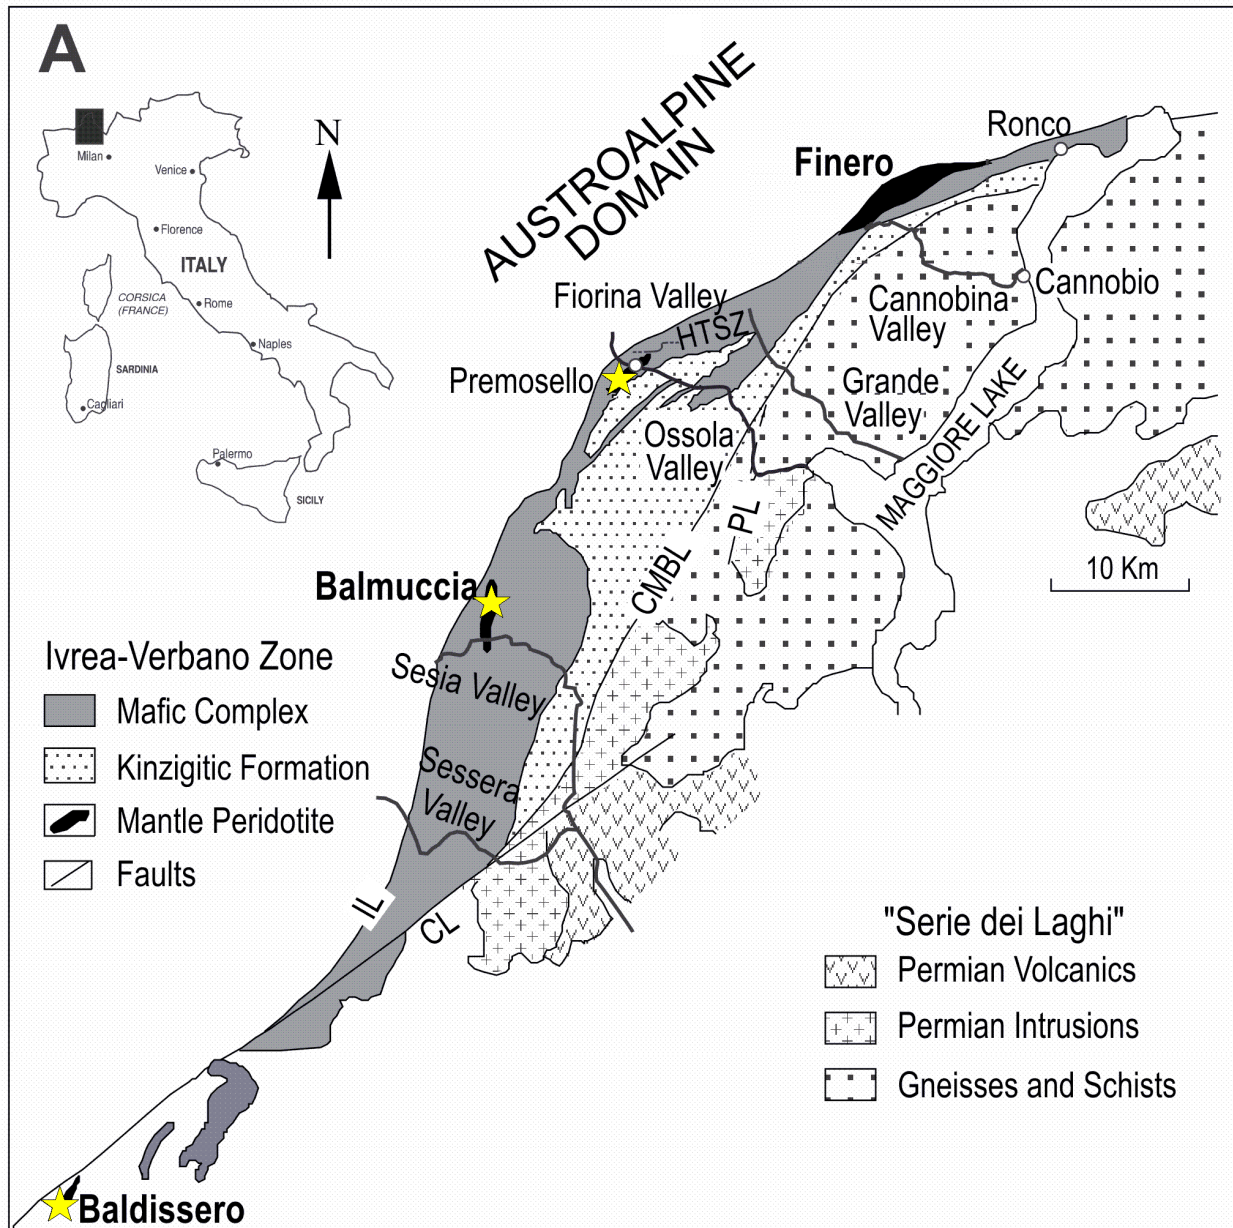 A
N
Milan
Venice
Florence
ITALY
CORSICA
(FRANCE)
Rome
Naples
SARDINIA
Cagliari
Palermo
SICILY
AUSTROALPINE
DOMAIN
Ronco
Finero
Cannobio
Fiorina Valley
Cannobina
Valley
HTSZ
Premosello
Grande
Valley
Ossola
Valley
MAGGIORE LAKE
PL
CMBL
10 Km
Balmuccia
Sesia Valley
Sessera
Valley
IL
CL
Baldissero
Ivrea-Verbano Zone
Mafic Complex
Kinzigitic Formation
Mantle Peridotite
Faults
"Serie dei Laghi"
Permian Volcanics
Permian Intrusions
Gneisses and Schists